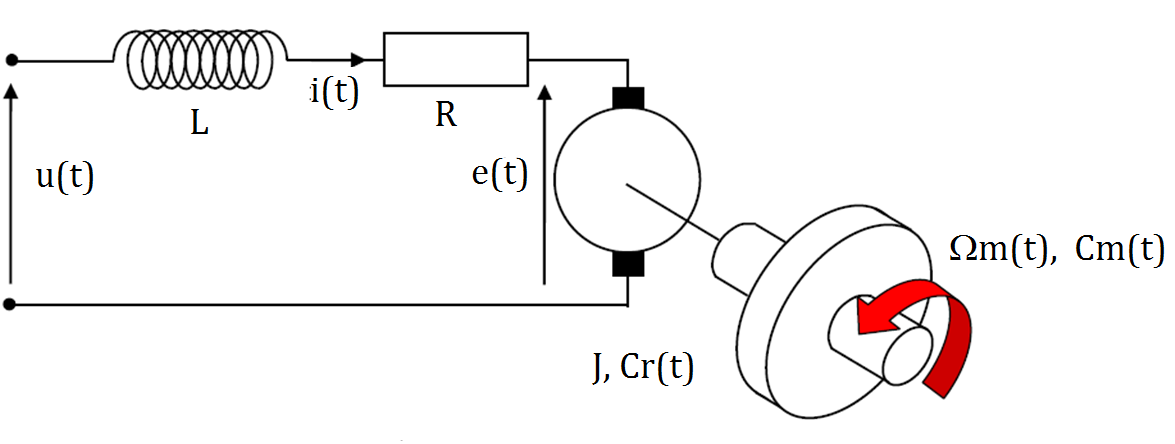 i(t)
L
R
u(t)
e(t)
Ωm(t), Cm(t)
J, Cr(t)